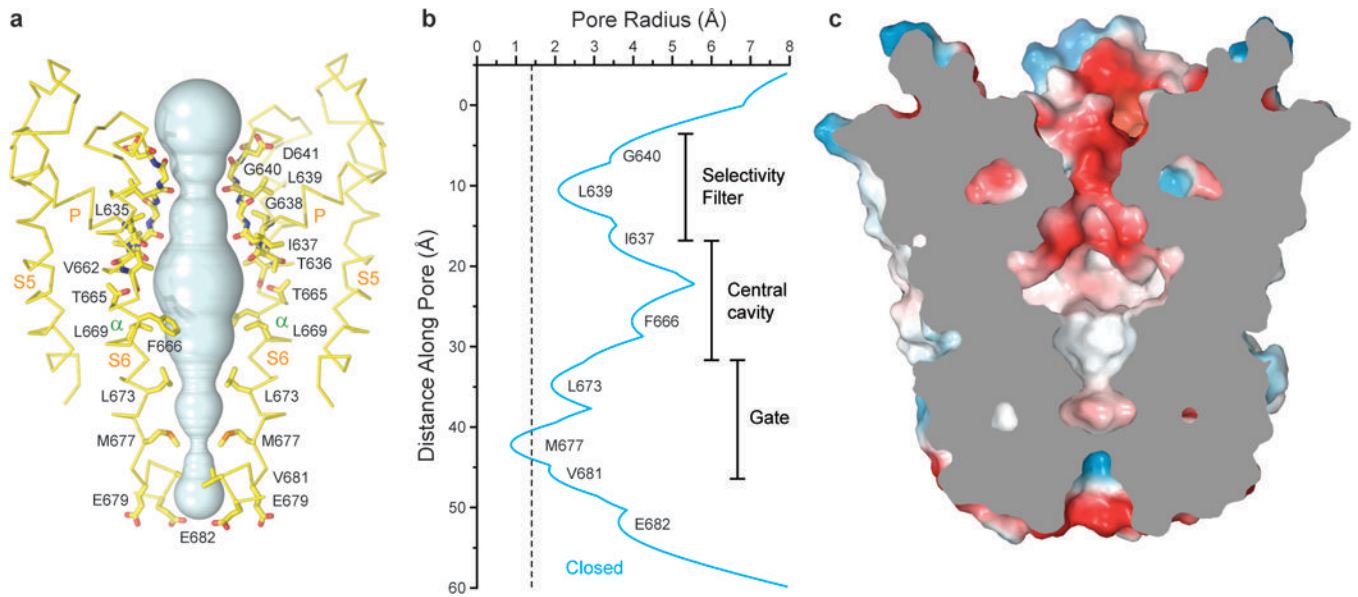 a
D641
G640
L639
G638
L635
P
P
I637
T636
V662
S5
S5
T665
T665
α
α
L669
L669
F666
S6
S6
L673
L673
M677
M677
V681
E679
E679
E682
b
Pore Radius (Å)
0 1 2 3 4 5 6 7 8
Distance Along Pore (Å)
0
10
20
30
40
50
60
G640
L639
I637
F666
L673
M677
V681
E682
Selectivity
Filter
Central
cavity
Gate
Closed
c